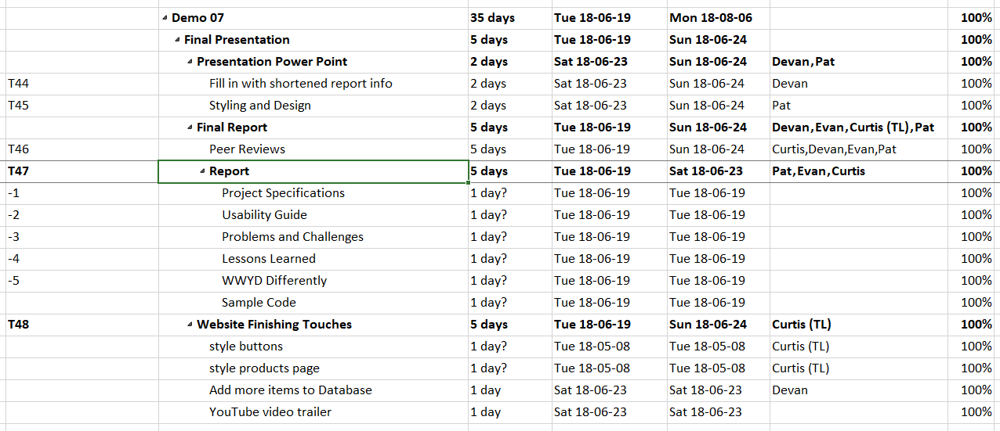 Demo 07 35 days Tue 18-06-19 Mon 18-08-06 100%
Final Presentation 5 days Tue 18-06-19 Sun 18-06-24 100%
Presentation Power Point 2 days Sat 18-06-23 Sun 18-06-24 Devan,Pat 100%
T44 Fill in with shortened report info 2 days Sat 18-06-23 Sun 18-06-24 Devan 100%
T45 Styling and Design 2 days Sat 18-06-23 Sun 18-06-24 Pat 100%
Final Report 5 days Tue 18-06-19 Sun 18-06-24 Devan,Evan,Curtis (TL),Pat 100%
T46 Peer Reviews 5 days Tue 18-06-19 Sun 18-06-24 Curtis,Devan,Evan,Pat 100%
T47 Report 5 days Tue 18-06-19 Sat 18-06-23 Pat,Evan,Curtis 100%
-1 Project Specifications 1 day? Tue 18-06-19 Tue 18-06-19 100%
-2 Usability Guide 1 day? Tue 18-06-19 Tue 18-06-19 100%
-3 Problems and Challenges 1 day? Tue 18-06-19 Tue 18-06-19 100%
-4 Lessons Learned 1 day? Tue 18-06-19 Tue 18-06-19 100%
-5 WWYD Differently 1 day? Tue 18-06-19 Tue 18-06-19 100%
Sample Code 1 day? Tue 18-06-19 Tue 18-06-19 100%
T48 Website Finishing Touches 5 days Tue 18-06-19 Sun 18-06-24 Curtis (TL) 100%
style buttons 1 day? Tue 18-05-08 Tue 18-05-08 Curtis (TL) 100%
style products page 1 day? Tue 18-05-08 Tue 18-05-08 Curtis (TL) 100%
Add more items to Database 1 day Sat 18-06-23 Sat 18-06-23 Devan 100%
YouTube video trailer 1 day Sat 18-06-23 Sat 18-06-23 100%